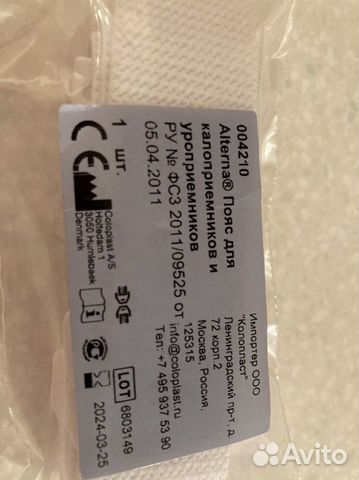 004210
Alterna® Пояс для
калоприемников и
уроприемников
РУ № ФСЗ 2011/09525 от
05.04.2011
1 шт.
Импортер ООО
"Колопласт"
Ленинградский пр-т, д.
72 корп.2
Москва, Россия,
125315
info@coloplast.ru
Тел: +7 495 937 53 90
CE
Coloplast A/S
Holtedam 1
3050 Humlebaek
Denmark
LOT 6803149
2024-03-25
Avito